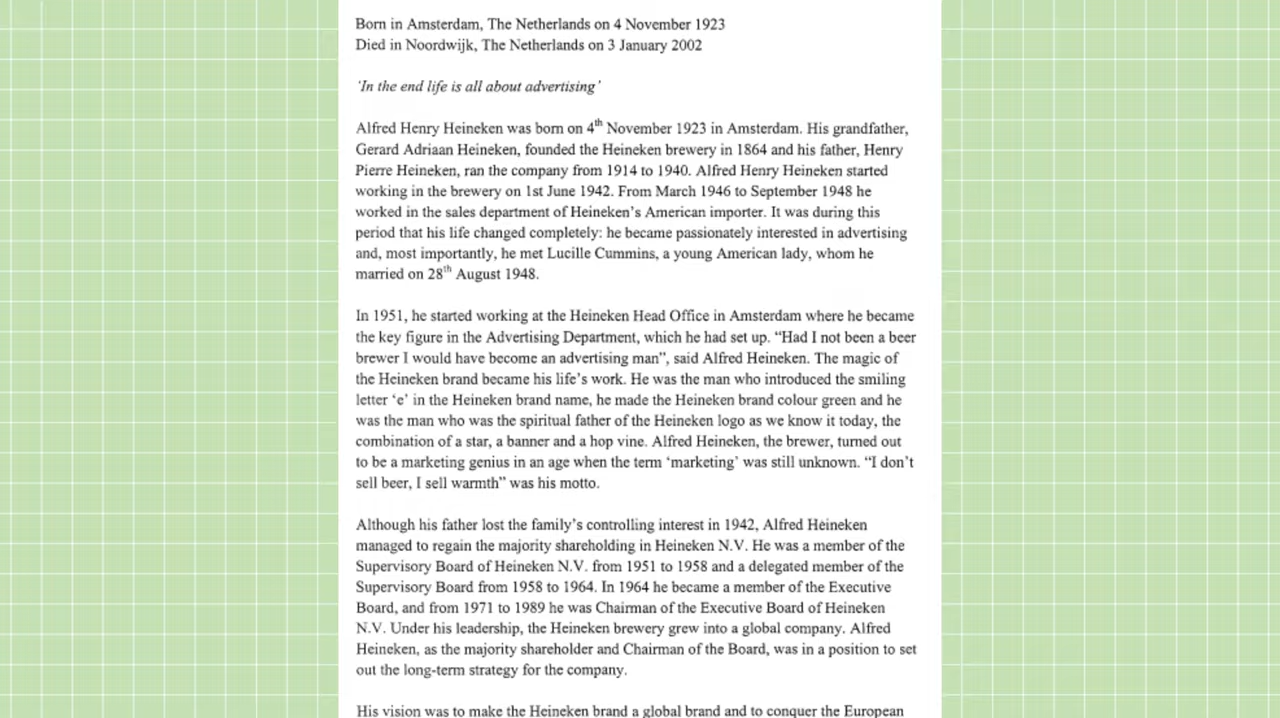 Born in Amsterdam, The Netherlands on 4 November 1923
Died in Noordwijk, The Netherlands on 3 January 2002
‘In the end life is all about advertising’
Alfred Henry Heineken was born on 4th November 1923 in Amsterdam. His grandfather,
Gerard Adriaan Heineken, founded the Heineken brewery in 1864 and his father, Henry
Pierre Heineken, ran the company from 1914 to 1940. Alfred Henry Heineken started
working in the brewery on 1st June 1942. From March 1946 to September 1948 he
worked in the sales department of Heineken’s American importer. It was during this
period that his life changed completely: he became passionately interested in advertising
and, most importantly, he met Lucille Cummins, a young American lady, whom he
married on 28th August 1948.
In 1951, he started working at the Heineken Head Office in Amsterdam where he became
the key figure in the Advertising Department, which he had set up. “Had I not been a beer
brewer I would have become an advertising man”, said Alfred Heineken. The magic of
the Heineken brand became his life’s work. He was the man who introduced the smiling
letter ‘e’ in the Heineken brand name, he made the Heineken brand colour green and he
was the man who was the spiritual father of the Heineken logo as we know it today, the
combination of a star, a banner and a hop vine. Alfred Heineken, the brewer, turned out
to be a marketing genius in an age when the term ‘marketing’ was still unknown. “I don’t
sell beer, I sell warmth” was his motto.
Although his father lost the family’s controlling interest in 1942, Alfred Heineken
managed to regain the majority shareholding in Heineken N.V. He was a member of the
Supervisory Board of Heineken N.V. from 1951 to 1958 and a delegated member of the
Supervisory Board from 1958 to 1964. In 1964 he became a member of the Executive
Board, and from 1971 to 1989 he was Chairman of the Executive Board of Heineken
N.V. Under his leadership, the Heineken brewery grew into a global company. Alfred
Heineken, as the majority shareholder and Chairman of the Board, was in a position to set
out the long-term strategy for the company.
His vision was to make the Heineken brand a global brand and to conquer the European